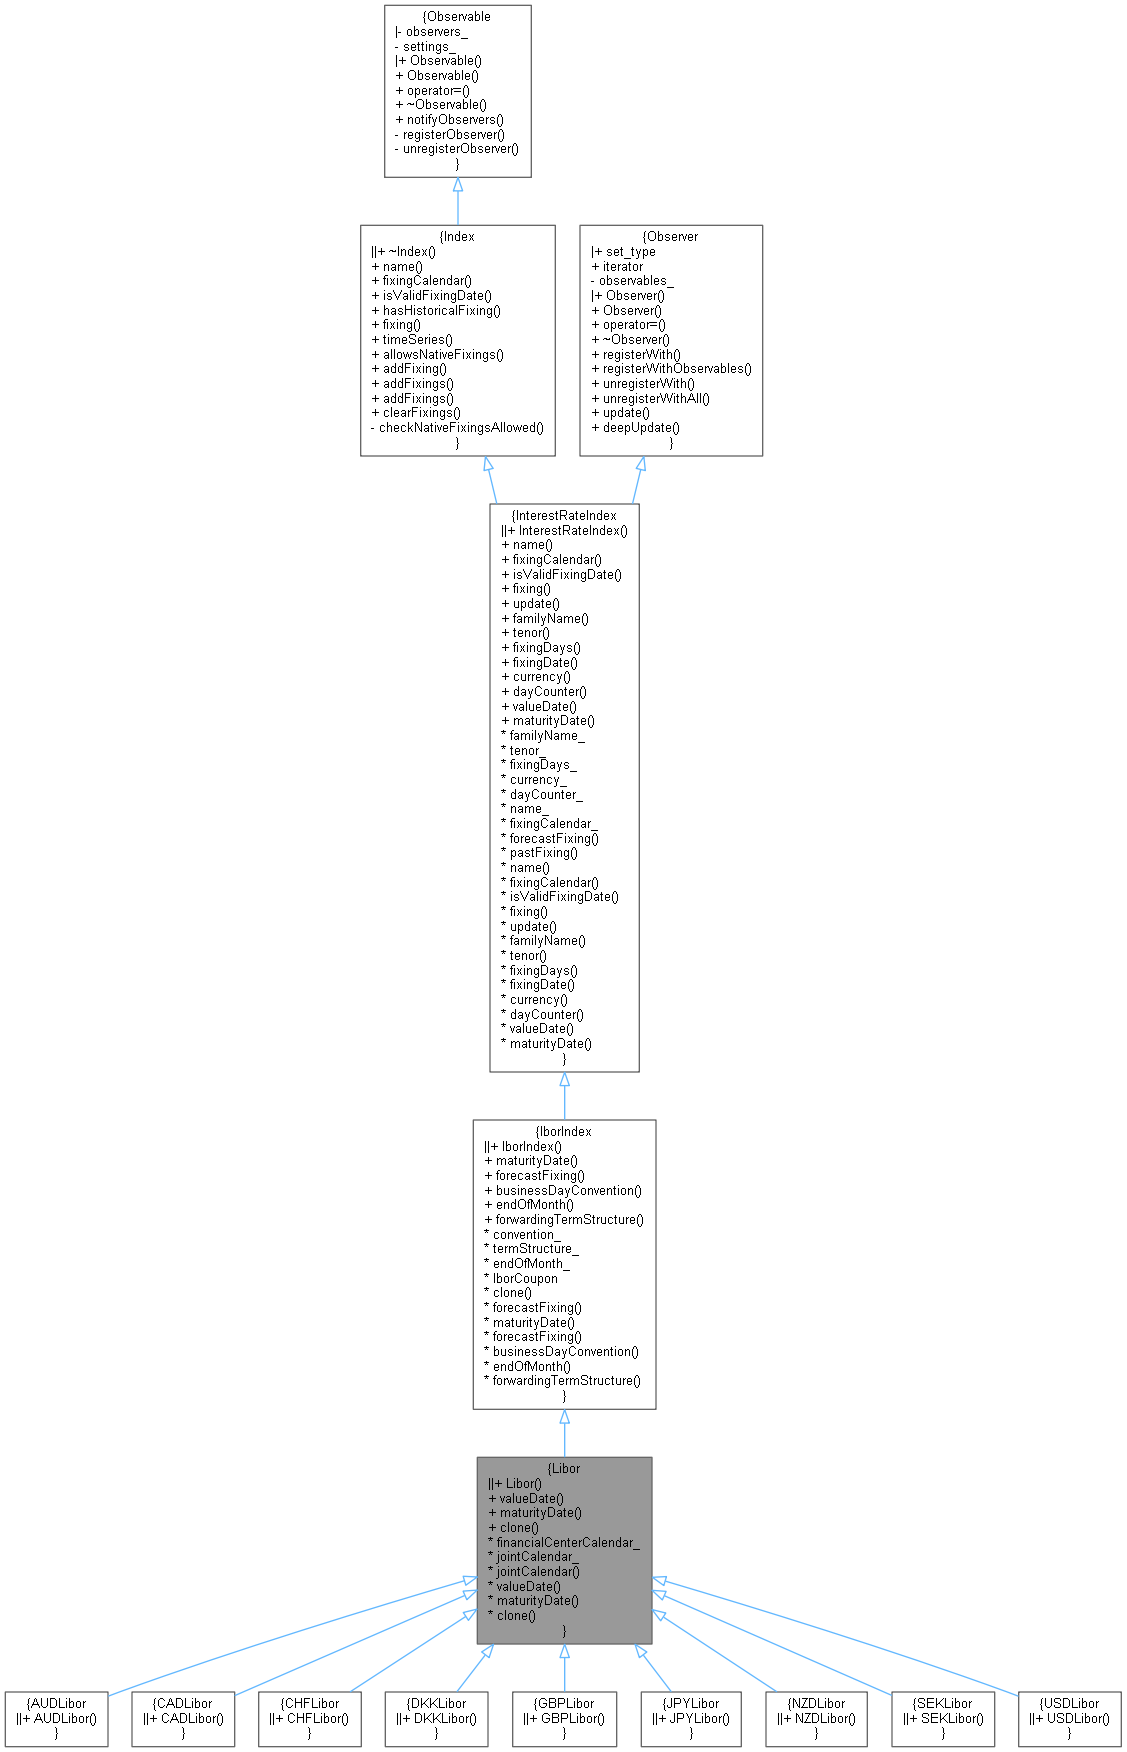 {Observable
|- observers_
- settings_
|+ Observable()
+ Observable()
+ operator=()
+ ~Observable()
+ notifyObservers()
- registerObserver()
- unregisterObserver()
}
{Index
||+ ~Index()
+ name()
+ fixingCalendar()
+ isValidFixingDate()
+ hasHistoricalFixing()
+ fixing()
+ timeSeries()
+ allowsNativeFixings()
+ addFixing()
+ addFixings()
+ addFixings()
+ clearFixings()
- checkNativeFixingsAllowed()
}
{Observer
|+ set_type
+ iterator
- observables_
|+ Observer()
+ Observer()
+ operator=()
+ ~Observer()
+ registerWith()
+ registerWithObservables()
+ unregisterWith()
+ unregisterWithAll()
+ update()
+ deepUpdate()
}
{InterestRateIndex
||+ InterestRateIndex()
+ name()
+ fixingCalendar()
+ isValidFixingDate()
+ fixing()
+ update()
+ familyName()
+ tenor()
+ fixingDays()
+ fixingDate()
+ currency()
+ dayCounter()
+ valueDate()
+ maturityDate()
* familyName_
* tenor_
* fixingDays_
* currency_
* dayCounter_
* name_
* fixingCalendar_
* forecastFixing()
* pastFixing()
* name()
* fixingCalendar()
* isValidFixingDate()
* fixing()
* update()
* familyName()
* tenor()
* fixingDays()
* fixingDate()
* currency()
* dayCounter()
* valueDate()
* maturityDate()
}
{IborIndex
||+ IborIndex()
+ maturityDate()
+ forecastFixing()
+ businessDayConvention()
+ endOfMonth()
+ forwardingTermStructure()
* convention_
* termStructure_
* endOfMonth_
* IborCoupon
* clone()
* forecastFixing()
* maturityDate()
* forecastFixing()
* businessDayConvention()
* endOfMonth()
* forwardingTermStructure()
}
{Libor
||+ Libor()
+ valueDate()
+ maturityDate()
+ clone()
* financialCenterCalendar_
* jointCalendar_
* jointCalendar()
* valueDate()
* maturityDate()
* clone()
}
{AUDLibor
||+ AUDLibor()
}
{CADLibor
||+ CADLibor()
}
{CHFLibor
||+ CHFLibor()
}
{DKKLibor
||+ DKKLibor()
}
{GBPLibor
||+ GBPLibor()
}
{JPYLibor
||+ JPYLibor()
}
{NZDLibor
||+ NZDLibor()
}
{SEKLibor
||+ SEKLibor()
}
{USDLibor
||+ USDLibor()
}